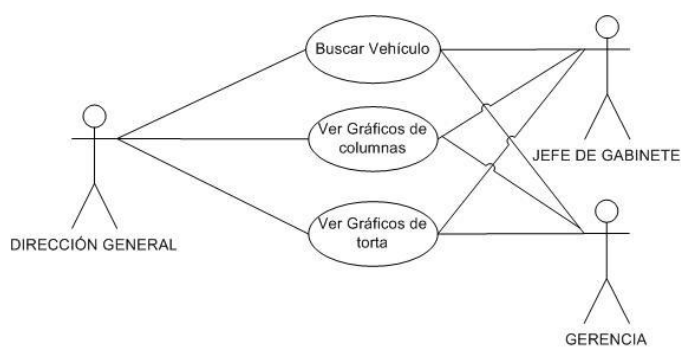 Buscar Vehículo
Ver Gráficos de
columnas
JEFE DE GABINETE
Ver Gráficos de
torta
DIRECCIÓN GENERAL
GERENCIA